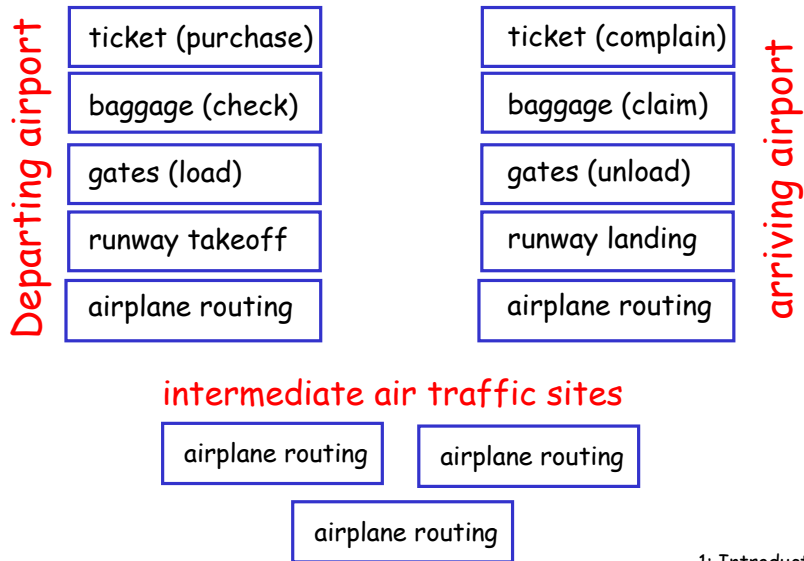 Departing airport
ticket (purchase)
baggage (check)
gates (load)
runway takeoff
airplane routing
ticket (complain)
baggage (claim)
gates (unload)
runway landing
airplane routing
arriving airport
intermediate air traffic sites
airplane routing
airplane routing
airplane routing
1: